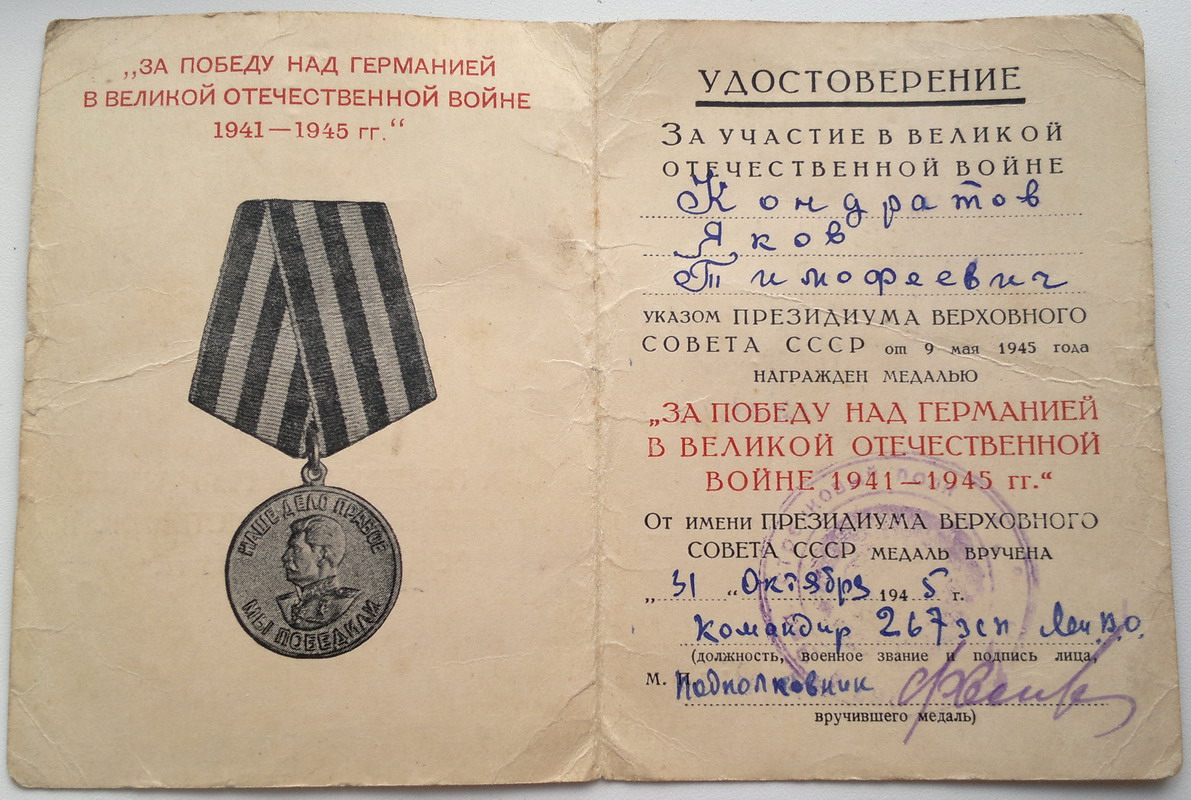 „ЗА ПОБЕДУ НАД ГЕРМАНИЕЙ
В ВЕЛИКОЙ ОТЕЧЕСТВЕННОЙ ВОЙНЕ
1941—1945 гг.“
НАШЕ ДЕЛО ПРАВОЕ
МЫ ПОБЕДИЛИ
УДОСТОВЕРЕНИЕ
ЗА УЧАСТИЕ В ВЕЛИКОЙ
ОТЕЧЕСТВЕННОЙ ВОЙНЕ
Кондратов
Яков
Тимофеевич
УКАЗОМ ПРЕЗИДИУМА ВЕРХОВНОГО
СОВЕТА СССР от 9 мая 1945 года
НАГРАЖДЕН МЕДАЛЬЮ
„ЗА ПОБЕДУ НАД ГЕРМАНИЕЙ
В ВЕЛИКОЙ ОТЕЧЕСТВЕННОЙ
ВОЙНЕ 1941—1945 гг.“
ОТ ИМЕНИ ПРЕЗИДИУМА ВЕРХОВНОГО
СОВЕТА СССР МЕДАЛЬ ВРУЧЕНА
„31“ Октября 1945 г.
Командир 267 зсп Лен.В.О.
(должность, военное звание и подпись лица,
М. П. Подполковник
вручившего медаль)